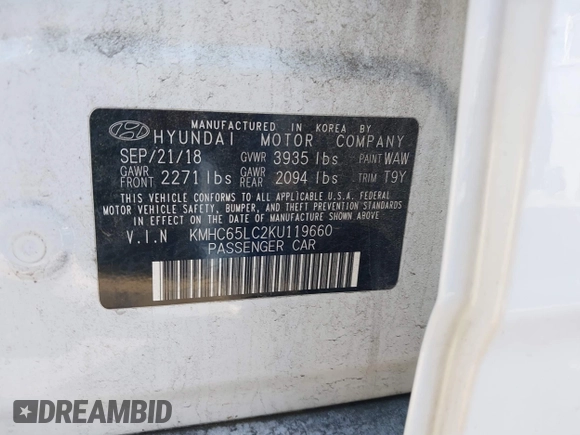 MANUFACTURED IN KOREA BY
HYUNDAI MOTOR COMPANY
SEP/21/18 GVWR 3935 lbs PAINT WAW
GAWR FRONT 2271 lbs GAWR REAR 2094 lbs TRIM T9Y
THIS VEHICLE CONFORMS TO ALL APPLICABLE U.S.A. FEDERAL
MOTOR VEHICLE SAFETY, BUMPER, AND THEFT PREVENTION STANDARDS
IN EFFECT ON THE DATE OF MANUFACTURE SHOWN ABOVE.
V.I.N KMHC65LC2KU119660
PASSENGER CAR
DREAMBID